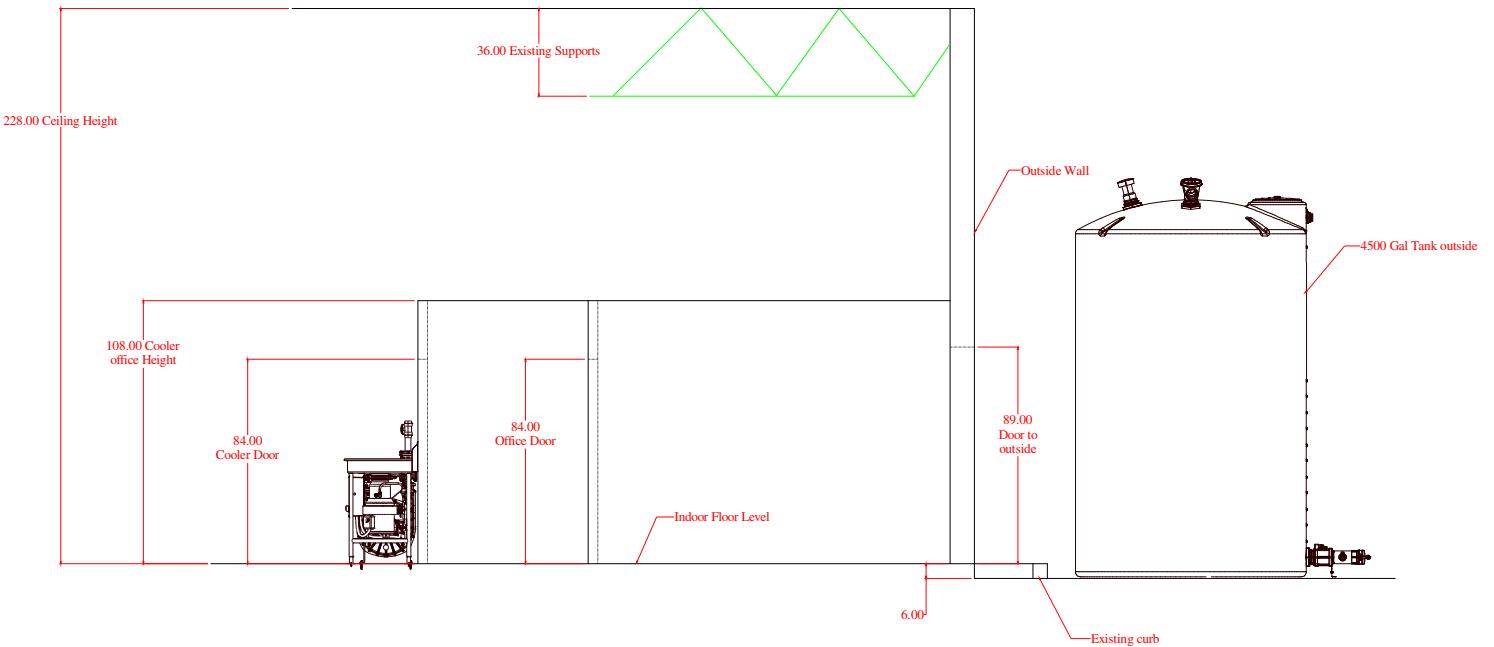 36.00 Existing Supports
228.00 Ceiling Height
Outside Wall
4500 Gal Tank outside
108.00 Cooler
office Height
84.00
Cooler Door
84.00
Office Door
89.00
Door to
outside
Indoor Floor Level
6.00
Existing curb